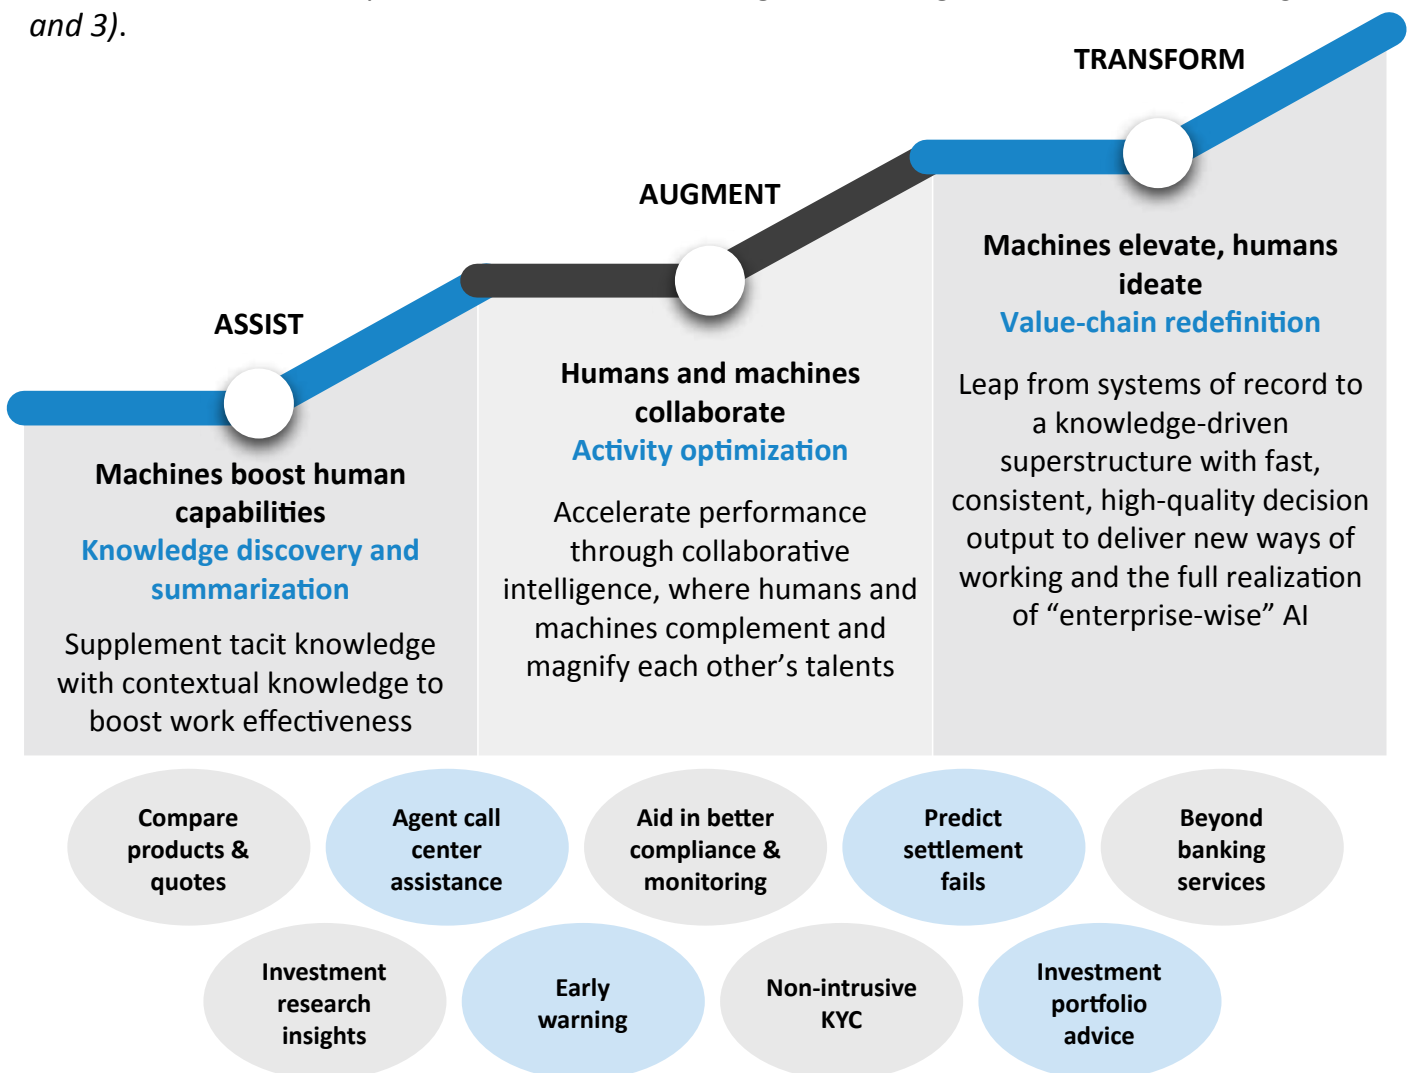 and 3).
TRANSFORM
AUGMENT
ASSIST
Machines boost human
capabilities
Knowledge discovery and
summarization
Supplement tacit knowledge
with contextual knowledge to
boost work effectiveness
Humans and machines
collaborate
Activity optimization
Accelerate performance
through collaborative
intelligence, where humans and
machines complement and
magnify each other’s talents
Machines elevate, humans
ideate
Value-chain redefinition
Leap from systems of record to
a knowledge-driven
superstructure with fast,
consistent, high-quality decision
output to deliver new ways of
working and the full realization
of “enterprise-wise” AI
Compare
products &
quotes
Agent call
center
assistance
Aid in better
compliance &
monitoring
Predict
settlement
fails
Beyond
banking
services
Investment
research
insights
Early
warning
Non-intrusive
KYC
Investment
portfolio
advice